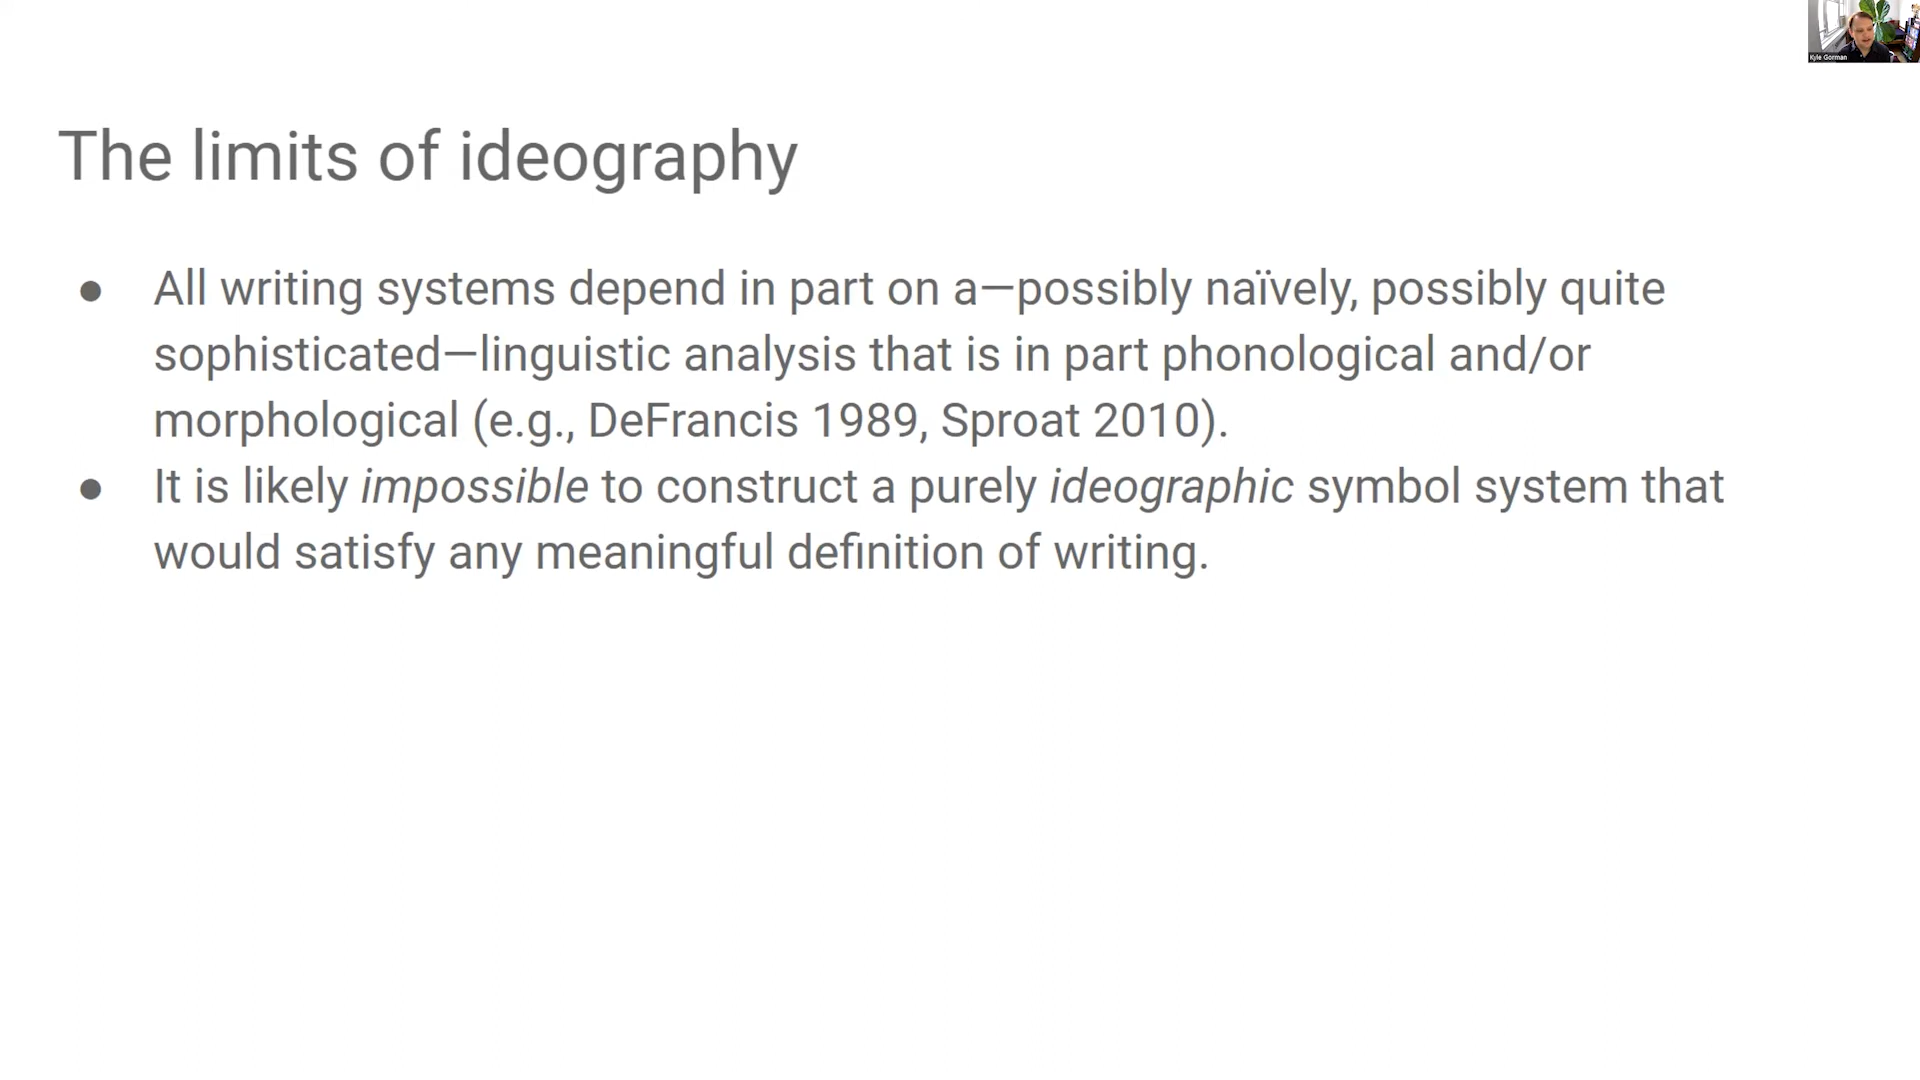 Kyle Gorman
The limits of ideography
● All writing systems depend in part on a—possibly naïvely, possibly quite
sophisticated—linguistic analysis that is in part phonological and/or
morphological (e.g., DeFrancis 1989, Sproat 2010).
● It is likely impossible to construct a purely ideographic symbol system that
would satisfy any meaningful definition of writing.